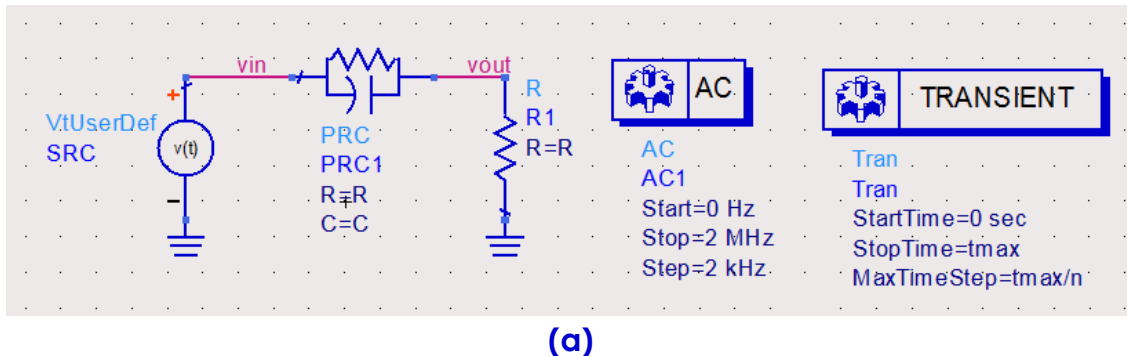 vin
vout
+
VtUserDef
SRC
v(t)
−
PRC
PRC1
R=R
C=C
R
R1
R=R
AC
AC
AC1
Start=0 Hz
Stop=2 MHz
Step=2 kHz
TRANSIENT
Tran
Tran
StartTime=0 sec
StopTime=tmax
MaxTimeStep=tmax/n
(a)